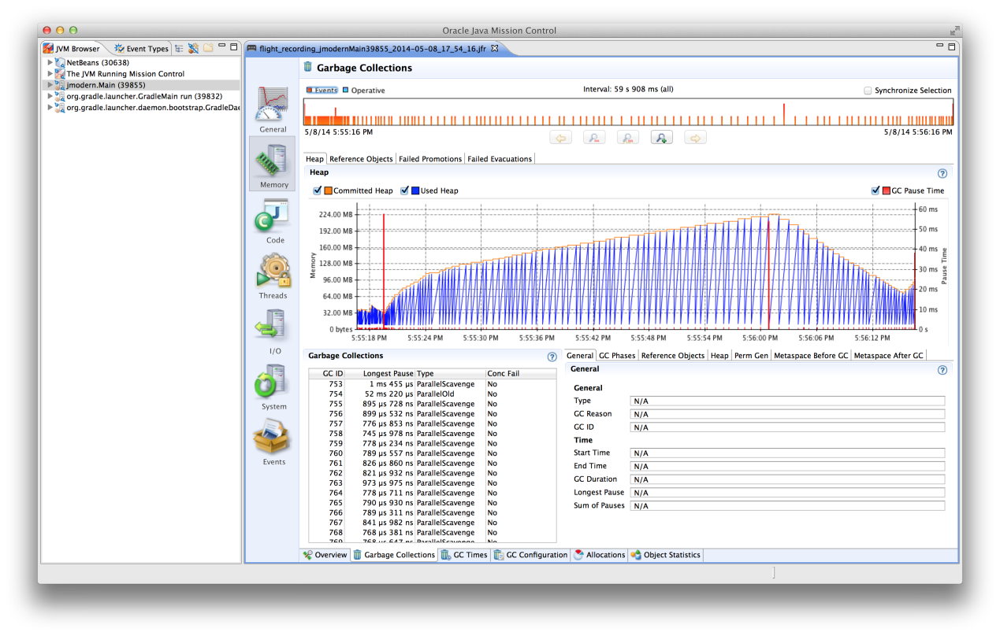 Oracle Java Mission Control
JVM Browser
Event Types
NetBeans (30638)
The JVM Running Mission Control
jmodern.Main (39855)
org.gradle.launcher.GradleMain run (39832)
org.gradle.launcher.daemon.bootstrap.GradleDae
flight_recording_jmodernMain39855_2014-05-08_17_54_16.jfr
General
Memory
Code
Threads
I/O
System
Events
Garbage Collections
Events Operative
Interval: 59 s 908 ms (all)
Synchronize Selection
5/8/14 5:55:16 PM
5/8/14 5:56:16 PM
Heap Reference Objects Failed Promotions Failed Evacuations
Heap
Committed Heap Used Heap
GC Pause Time
Memory
224.00 MB
192.00 MB
160.00 MB
128.00 MB
96.00 MB
64.00 MB
32.00 MB
0 bytes
60 ms
50 ms
40 ms
30 ms
20 ms
10 ms
0 s
Pause Time
5:55:18 PM 5:55:24 PM 5:55:30 PM 5:55:36 PM 5:55:42 PM 5:55:48 PM 5:55:54 PM 5:56:00 PM 5:56:06 PM 5:56:12 PM
Garbage Collections
GC ID Longest Pause Type Conc Fail
753 1 ms 455 µs ParallelScavenge No
754 52 ms 220 µs ParallelOld No
755 895 µs 728 ns ParallelScavenge No
756 899 µs 532 ns ParallelScavenge No
757 776 µs 853 ns ParallelScavenge No
758 745 µs 978 ns ParallelScavenge No
759 778 µs 234 ns ParallelScavenge No
760 789 µs 557 ns ParallelScavenge No
761 826 µs 860 ns ParallelScavenge No
762 821 µs 932 ns ParallelScavenge No
763 973 µs 975 ns ParallelScavenge No
764 778 µs 711 ns ParallelScavenge No
765 790 µs 930 ns ParallelScavenge No
766 789 µs 311 ns ParallelScavenge No
767 841 µs 982 ns ParallelScavenge No
768 768 µs 381 ns ParallelScavenge No
769 768 µs 647 ns ParallelScavenge No
General GC Phases Reference Objects Heap Perm Gen Metaspace Before GC Metaspace After GC
General
General
Type N/A
GC Reason N/A
GC ID N/A
Time
Start Time N/A
End Time N/A
GC Duration N/A
Longest Pause N/A
Sum of Pauses N/A
Overview Garbage Collections GC Times GC Configuration Allocations Object Statistics